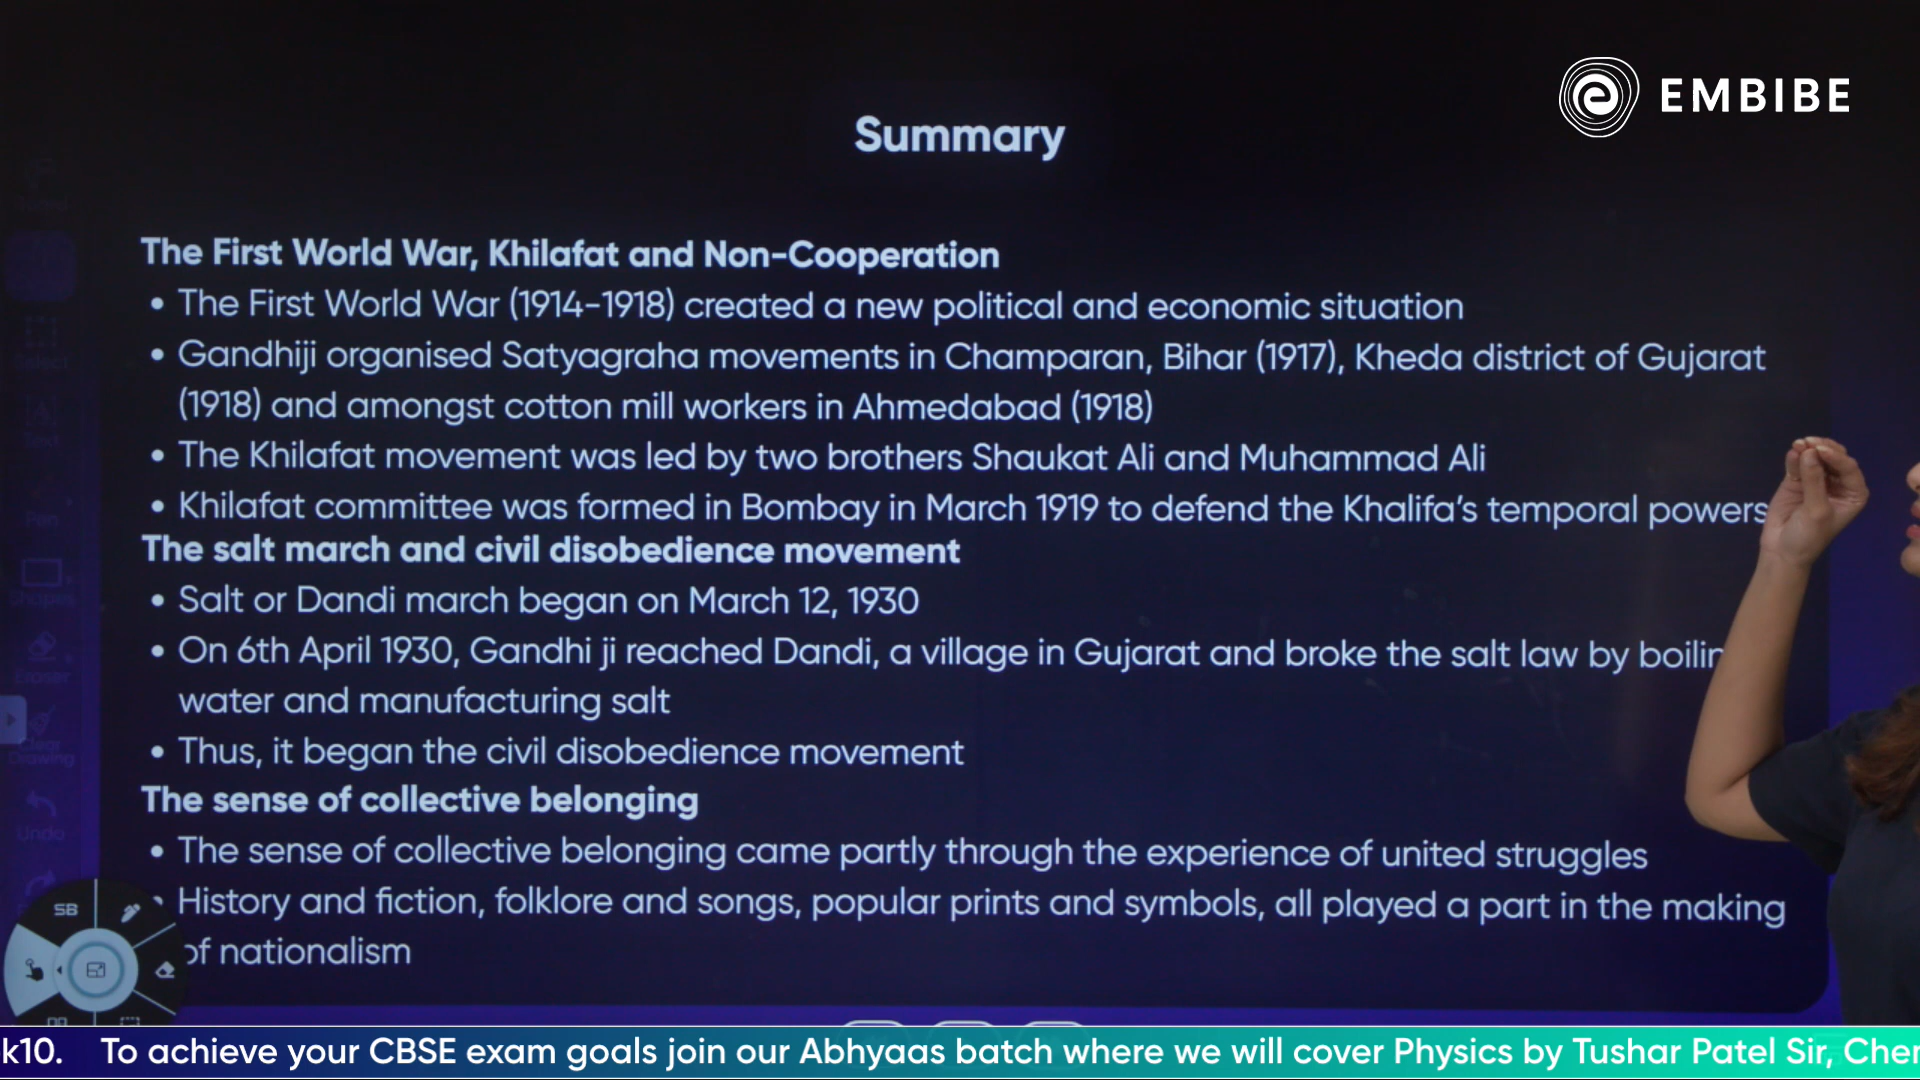 EMBIBE
Summary
The First World War, Khilafat and Non-Cooperation
• The First World War (1914-1918) created a new political and economic situation
• Gandhiji organised Satyagraha movements in Champaran, Bihar (1917), Kheda district of Gujarat
(1918) and amongst cotton mill workers in Ahmedabad (1918)
• The Khilafat movement was led by two brothers Shaukat Ali and Muhammad Ali
• Khilafat committee was formed in Bombay in March 1919 to defend the Khalifa's temporal powers
The salt march and civil disobedience movement
• Salt or Dandi march began on March 12, 1930
• On 6th April 1930, Gandhi ji reached Dandi, a village in Gujarat and broke the salt law by boilin
water and manufacturing salt
• Thus, it began the civil disobedience movement
The sense of collective belonging
• The sense of collective belonging came partly through the experience of united struggles
• History and fiction, folklore and songs, popular prints and symbols, all played a part in the making
of nationalism
Select
Text
Pen
Shapes
Eraser
Clear
Drawing
Undo
SB
k10. To achieve your CBSE exam goals join our Abhyaas batch where we will cover Physics by Tushar Patel Sir, Cher